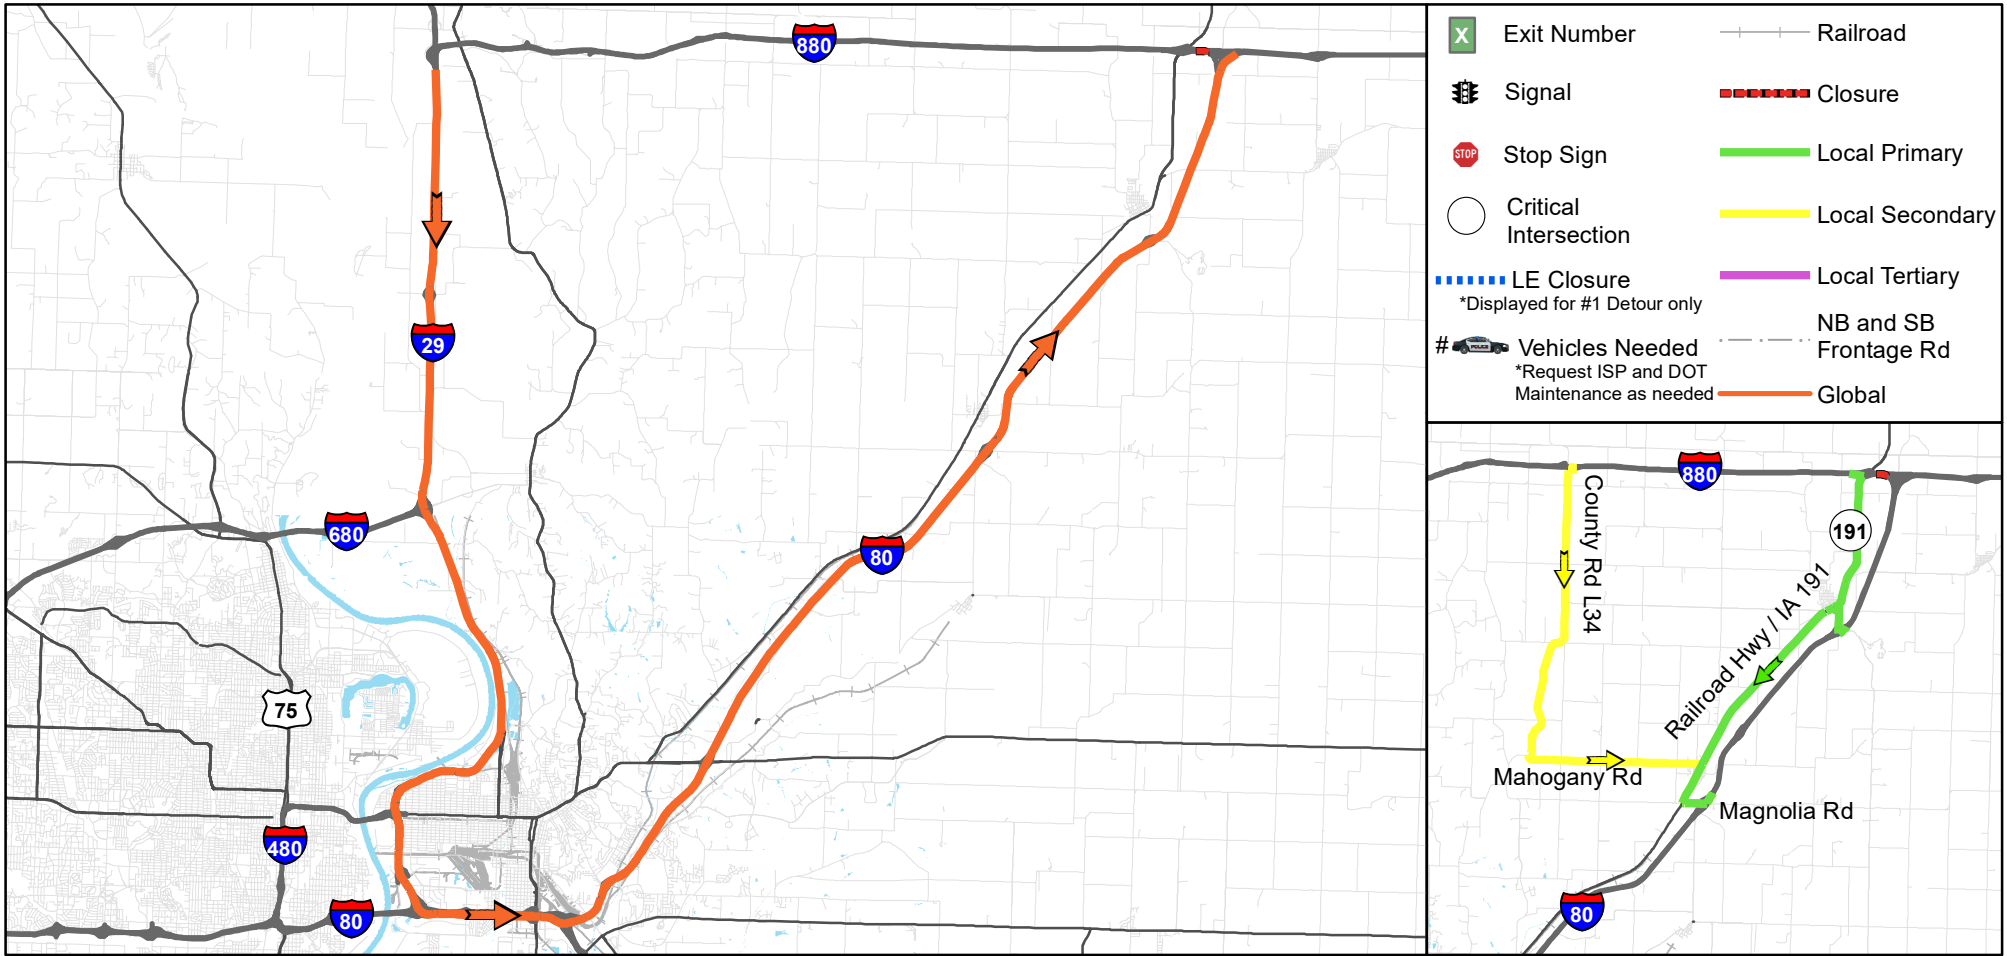 880
29
680
80
75
480
80
X
Exit Number
Signal
STOP
Stop Sign
Critical
Intersection
LE Closure
*Displayed for #1 Detour only
#
POLICE
Vehicles Needed
*Request ISP and DOT
Maintenance as needed
Railroad
Closure
Local Primary
Local Secondary
Local Tertiary
NB and SB
Frontage Rd
Global
880
County Rd L34
191
Railroad Hwy / IA 191
Mahogany Rd
Magnolia Rd
80